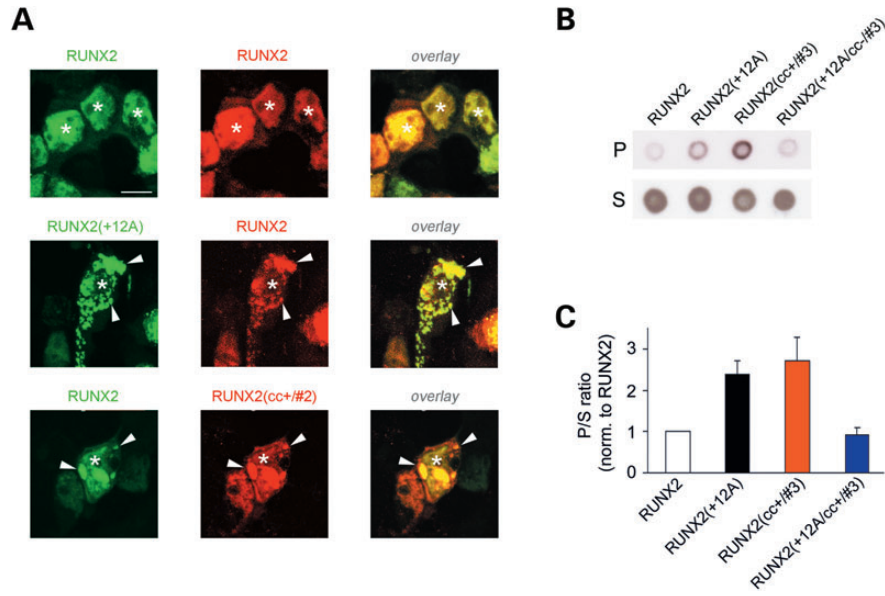 A
RUNX2 RUNX2 overlay
* * * * * * * * *
RUNX2(+12A) RUNX2 overlay
* * *
RUNX2 RUNX2(cc+/#2) overlay
* * *
B
RUNX2 RUNX2(+12A) RUNX2(cc+/#3) RUNX2(+12A/cc-/#3)
P
S
C
P/S ratio
(norm. to RUNX2)
3
2
1
0
RUNX2 RUNX2(+12A) RUNX2(cc+/#3) RUNX2(+12A/cc+/#3)